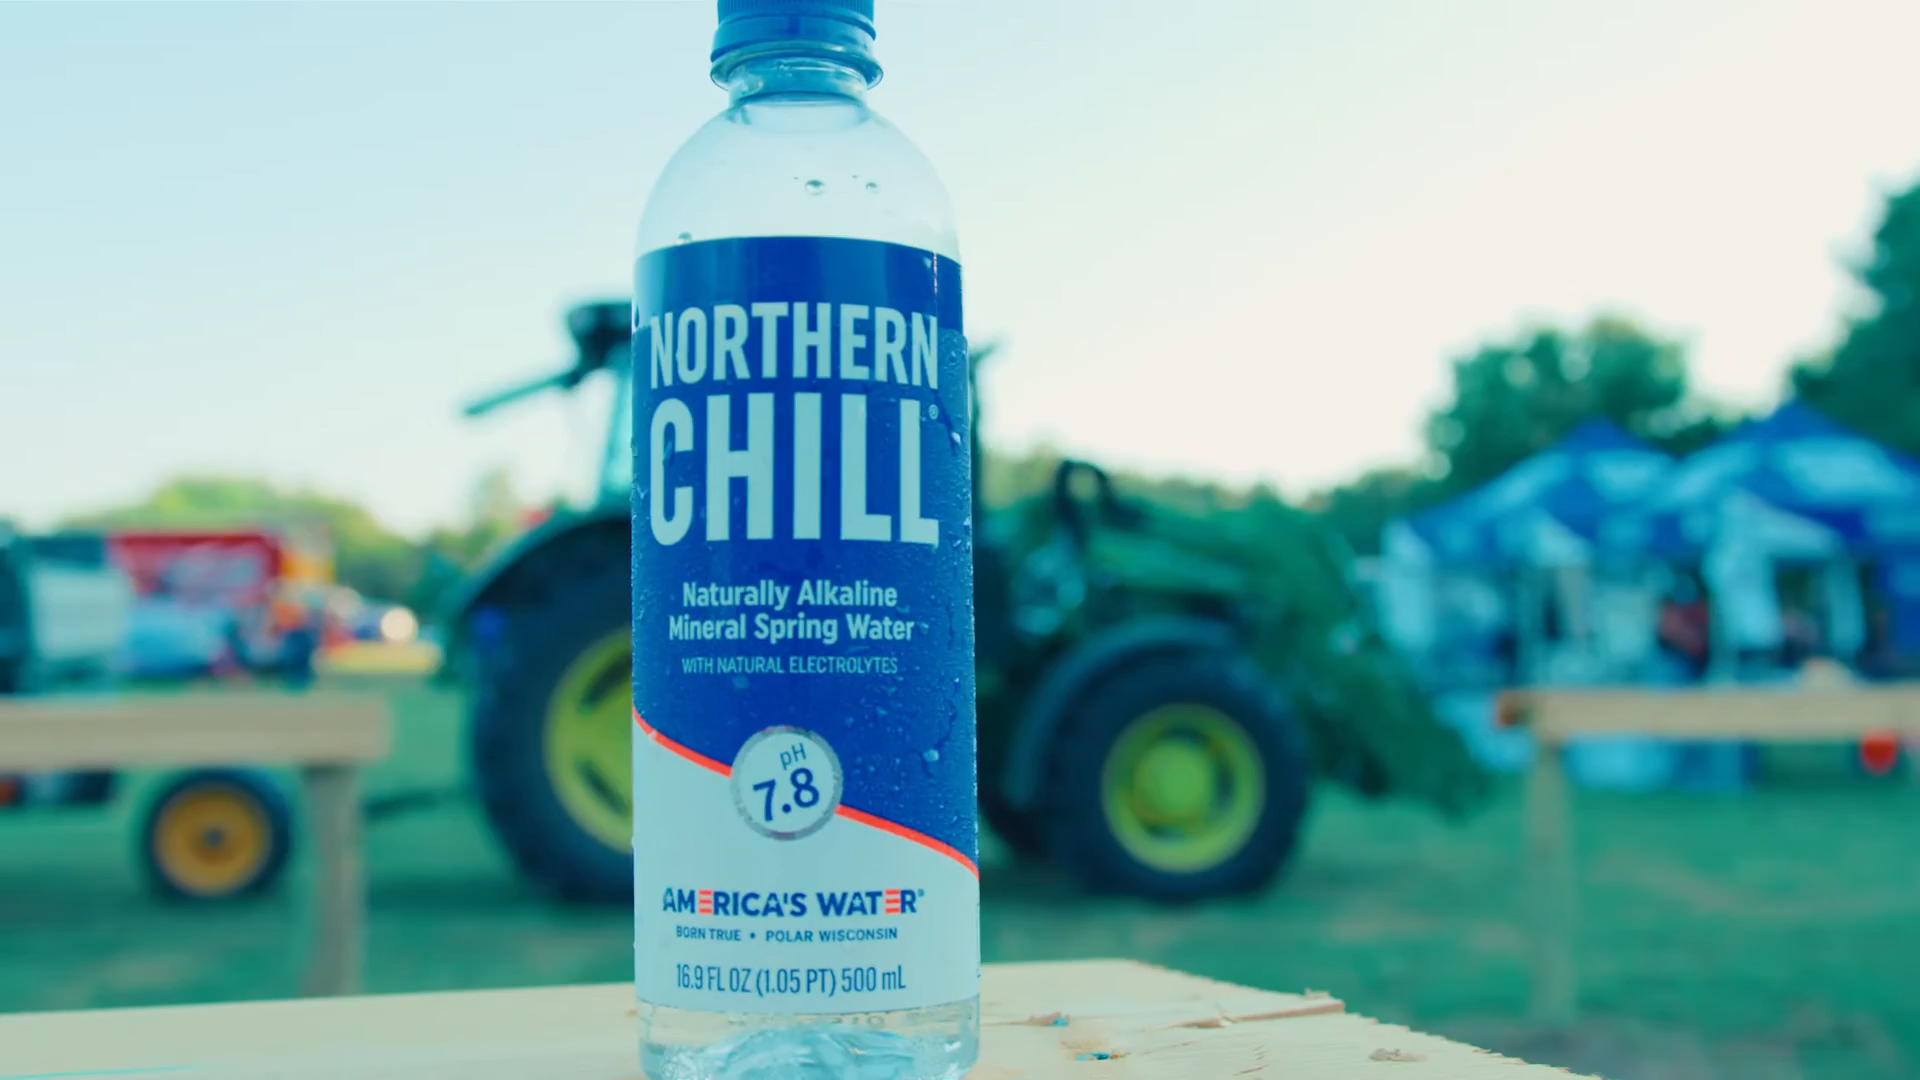 NORTHERN
CHILL®
Naturally Alkaline
Mineral Spring Water
WITH NATURAL ELECTROLYTES
pH
7.8
AMERICA'S WATER®
BORN TRUE • POLAR WISCONSIN
16.9 FL OZ (1.05 PT) 500 mL